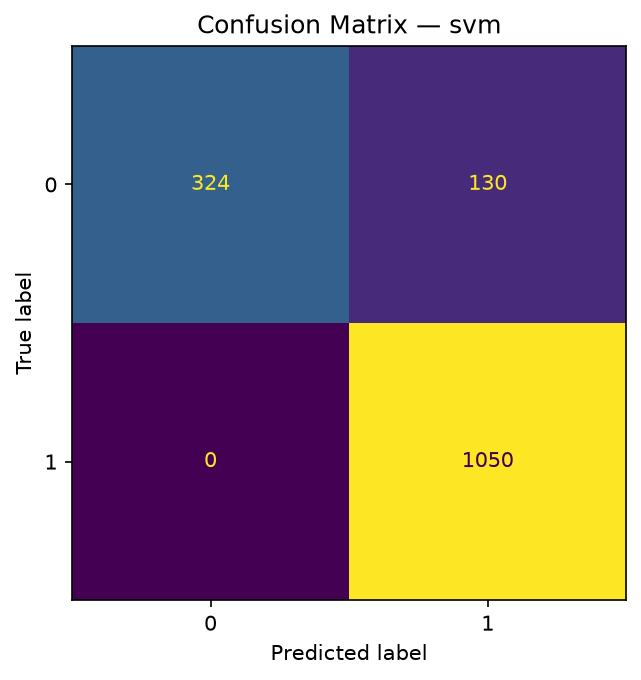 Confusion Matrix — svm
True label
0
324
130
1
0
1050
0
1
Predicted label